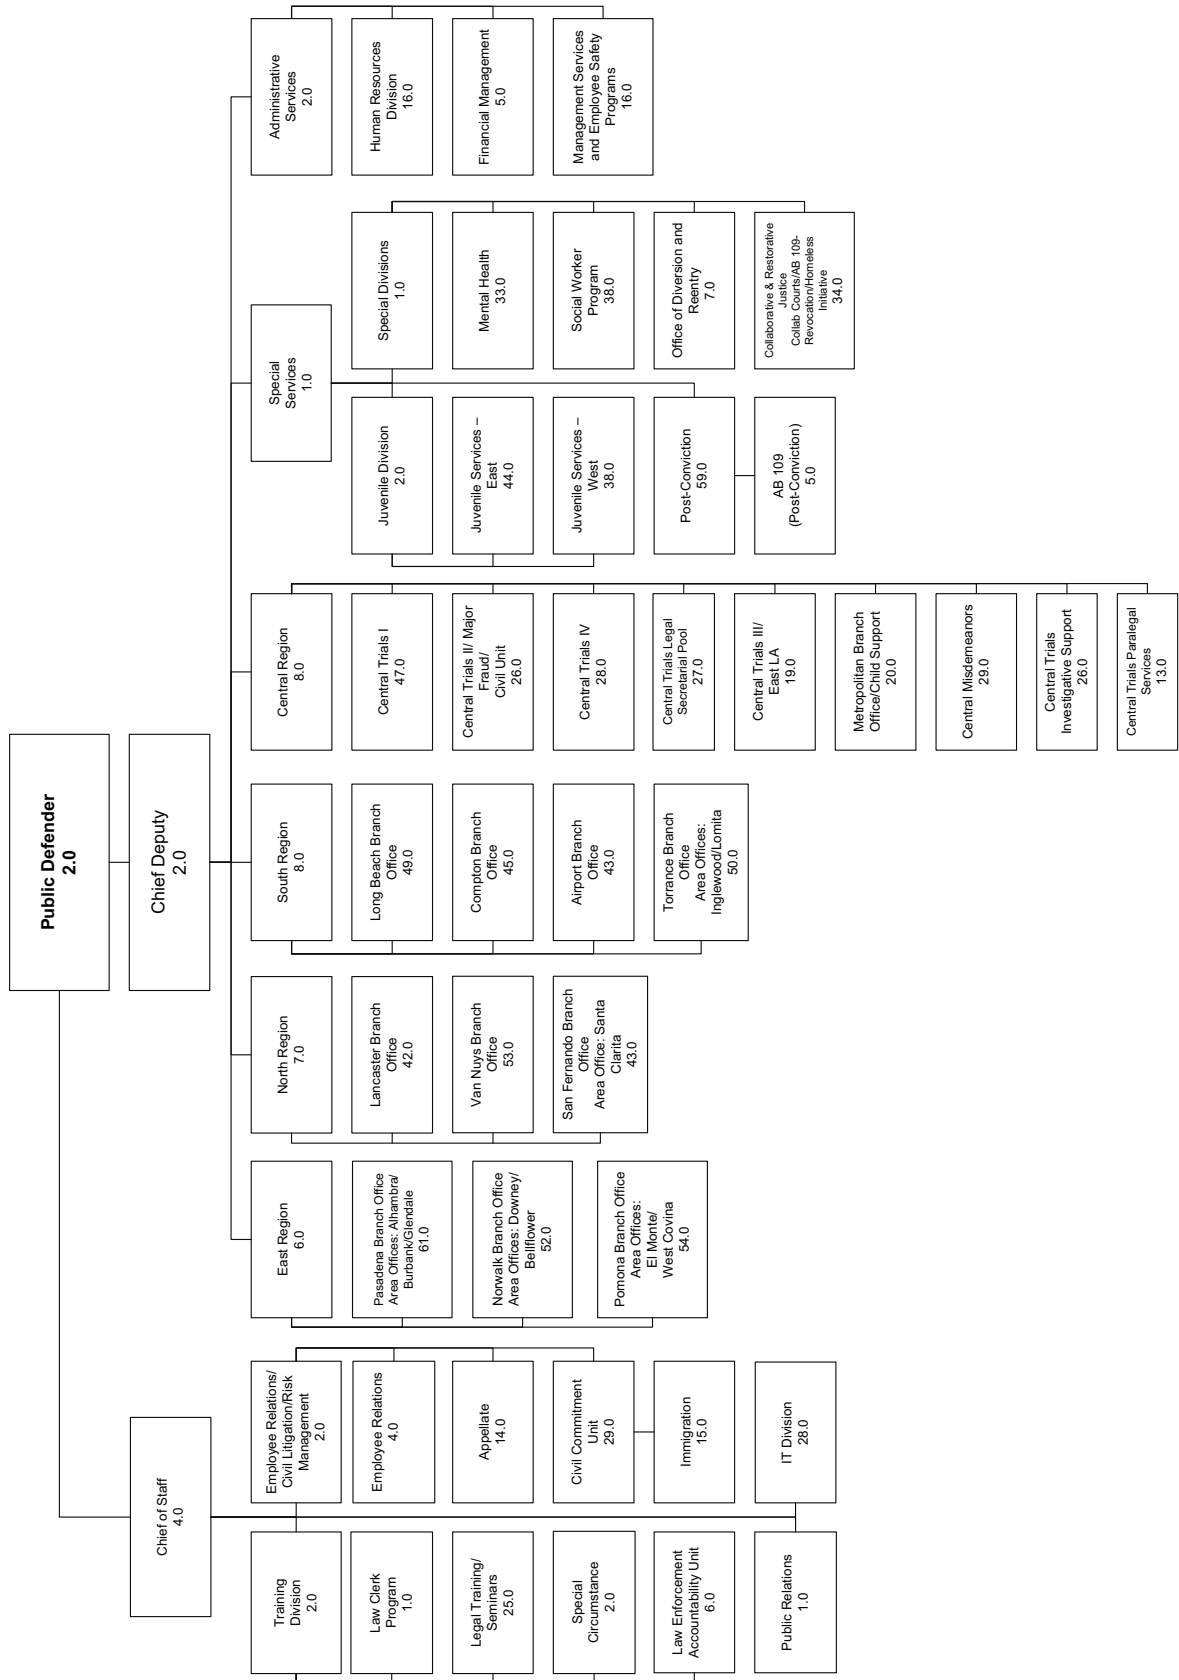 Public Defender
2.0
Chief Deputy
2.0
Chief of Staff
4.0
Training
Division
2.0
Law Clerk
Program
1.0
Legal Training/
Seminars
25.0
Special
Circumstance
2.0
Law Enforcement
Accountability Unit
6.0
Public Relations
1.0
Employee Relations/
Civil Litigation/Risk
Management
2.0
Employee Relations
4.0
Appellate
14.0
Civil Commitment
Unit
29.0
Immigration
15.0
IT Division
28.0
East Region
6.0
Pasadena Branch Office
Area Offices: Alhambra/
Burbank/Glendale
61.0
Norwalk Branch Office
Area Offices: Downey/
Bellflower
52.0
Pomona Branch Office
Area Offices:
El Monte/
West Covina
54.0
North Region
7.0
Lancaster Branch
Office
42.0
Van Nuys Branch
Office
53.0
San Fernando Branch
Office
Area Office: Santa
Clarita
43.0
South Region
8.0
Long Beach Branch
Office
49.0
Compton Branch
Office
45.0
Airport Branch
Office
43.0
Torrance Branch
Office
Area Offices:
Inglewood/Lomita
50.0
Central Region
8.0
Central Trials I
47.0
Central Trials II/ Major
Fraud/
Civil Unit
26.0
Central Trials IV
28.0
Central Trials Legal
Secretarial Pool
27.0
Central Trials III/
East LA
19.0
Metropolitan Branch
Office/Child Support
20.0
Central Misdemeanors
29.0
Central Trials
Investigative Support
26.0
Central Trials Paralegal
Services
13.0
Special
Services
1.0
Juvenile Division
2.0
Juvenile Services –
East
44.0
Juvenile Services –
West
38.0
Post-Conviction
59.0
AB 109
(Post-Conviction)
5.0
Special Divisions
1.0
Mental Health
33.0
Social Worker
Program
38.0
Office of Diversion and
Reentry
7.0
Collaborative & Restorative
Justice
Collab Courts/AB 109-
Revocation/Homeless
Initiative
34.0
Administrative
Services
2.0
Human Resources
Division
16.0
Financial Management
5.0
Management Services
and Employee Safety
Programs
16.0